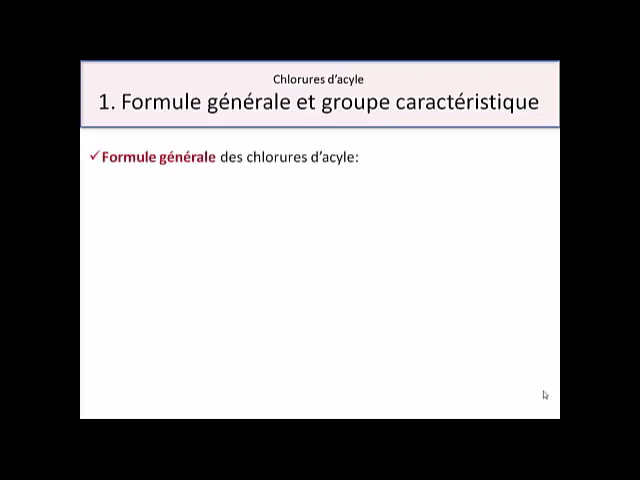 Chlorures d'acyle
1. Formule générale et groupe caractéristique
✓Formule générale des chlorures d'acyle: